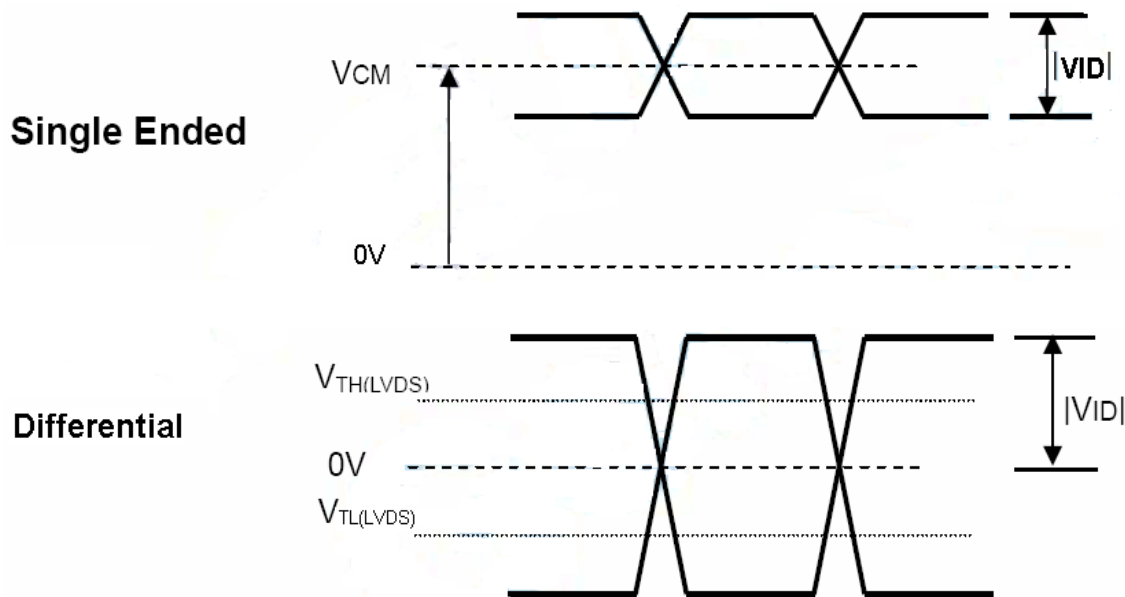 VCM
|VID|
Single Ended
0V
VTH(LVDS)
Differential
|VID|
0V
VTL(LVDS)